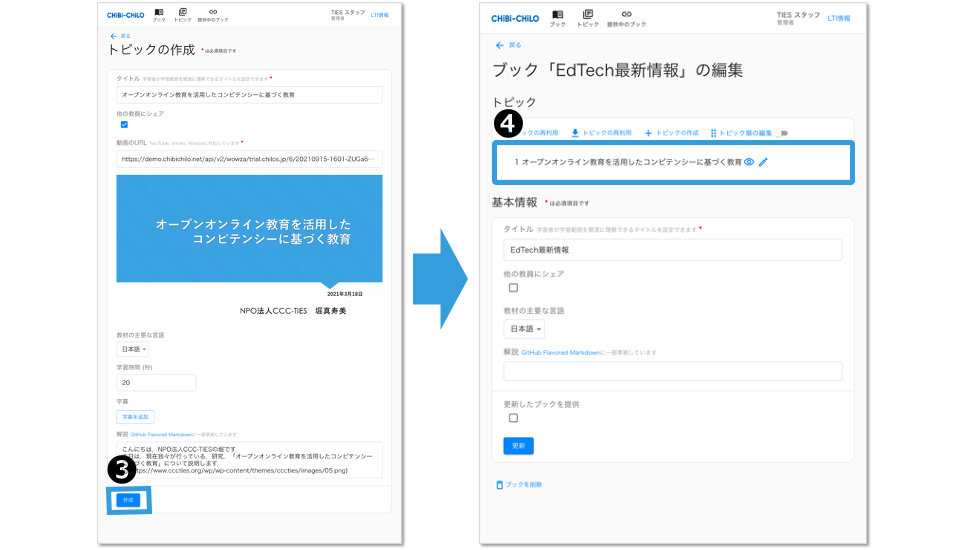 CHiBi-CHiLO
ブック
トピック
提供中のブック
TIES スタッフ
管理者
LTI情報
戻る
トピックの作成 *は必須項目です
タイトル 学習者が学習範囲を簡潔に理解できるタイトルを設定できます *
オープンオンライン教育を活用したコンピテンシーに基づく教育
他の教員にシェア
動画のURL YouTube, Vimeo, Wowzaに対応しています *
https://demo.chibichilo.net/api/v2/wowza/trial.chilos.jp/6/20210915-1601-ZUGa6…
オープンオンライン教育を活用した
コンピテンシーに基づく教育
2021年3月18日
NPO法人CCC-TIES 堀真寿美
教材の主要な言語
日本語
学習時間 (秒)
20
字幕
字幕を追加
解説 GitHub Flavored Markdownに一部準拠しています
こんにちは、NPO法人CCC-TIESの堀です
日は、現在我々が行っている、研究、「オープンオンライン教育を活用したコンピテンシー
づく教育」について説明します。
ttps://www.cccties.org/wp/wp-content/themes/cccties/images/05.png)
3
作成
CHiBi-CHiLO
ブック
トピック
提供中のブック
TIES スタッフ
管理者
LTI情報
戻る
ブック「EdTech最新情報」の編集
トピック
4
ックの再利用
トピックの再利用
トピックの作成
トピック順の編集
1 オープンオンライン教育を活用したコンピテンシーに基づく教育
基本情報 *は必須項目です
タイトル 学習者が学習範囲を簡潔に理解できるタイトルを設定できます *
EdTech最新情報
他の教員にシェア
教材の主要な言語
日本語
解説 GitHub Flavored Markdownに一部準拠しています
更新したブックを提供
更新
ブックを削除